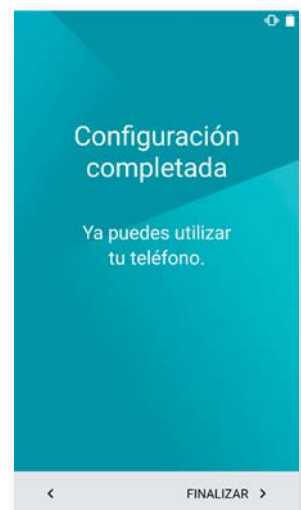 Configuración
completada
Ya puedes utilizar
tu teléfono.
FINALIZAR